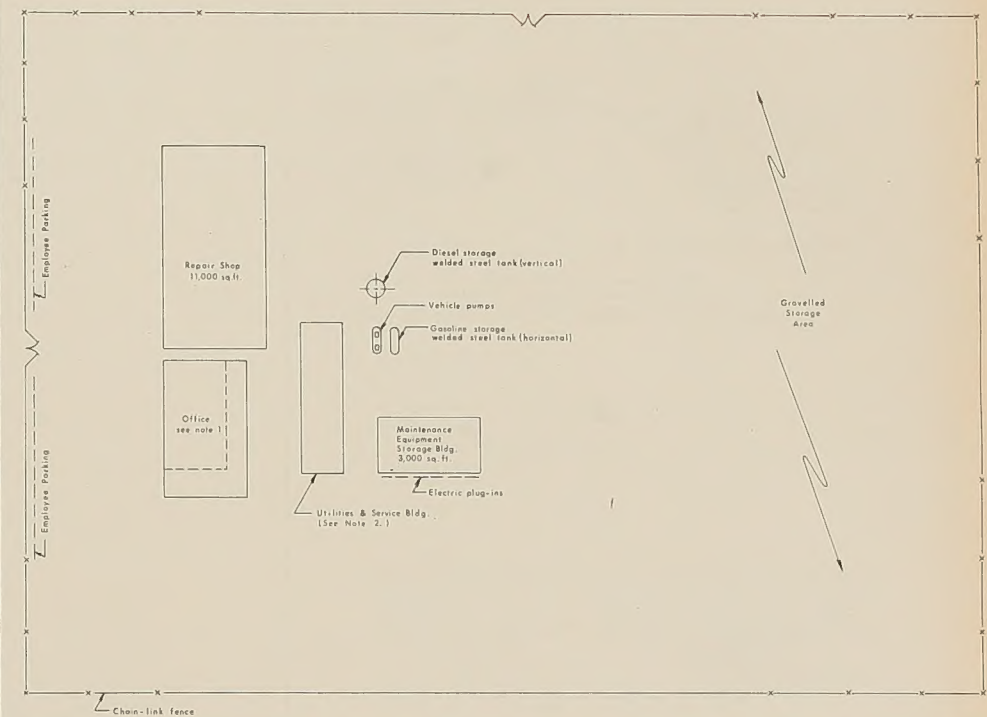 Employee Parking
Repair Shop
11,000 sq.ft.
Diesel storage
welded steel tank (vertical)
Vehicle pumps
Gasoline storage
welded steel tank (horizontal)
Gravelled
Storage
Area
Office
see note 1
Maintenance
Equipment
Storage Bldg.
3,000 sq.ft.
Electric plug-ins
Employee Parking
Utilities & Service Bldg.
(See Note 2.)
Chain-link fence